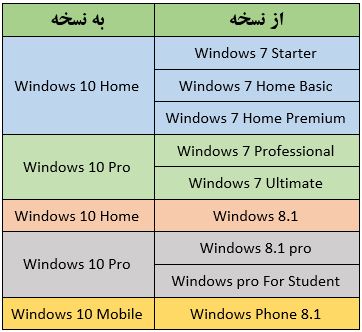 از نسخه
به نسخه
Windows 7 Starter
Windows 7 Home Basic
Windows 7 Home Premium
Windows 10 Home
Windows 7 Professional
Windows 7 Ultimate
Windows 10 Pro
Windows 8.1
Windows 10 Home
Windows 8.1 pro
Windows pro For Student
Windows 10 Pro
Windows Phone 8.1
Windows 10 Mobile